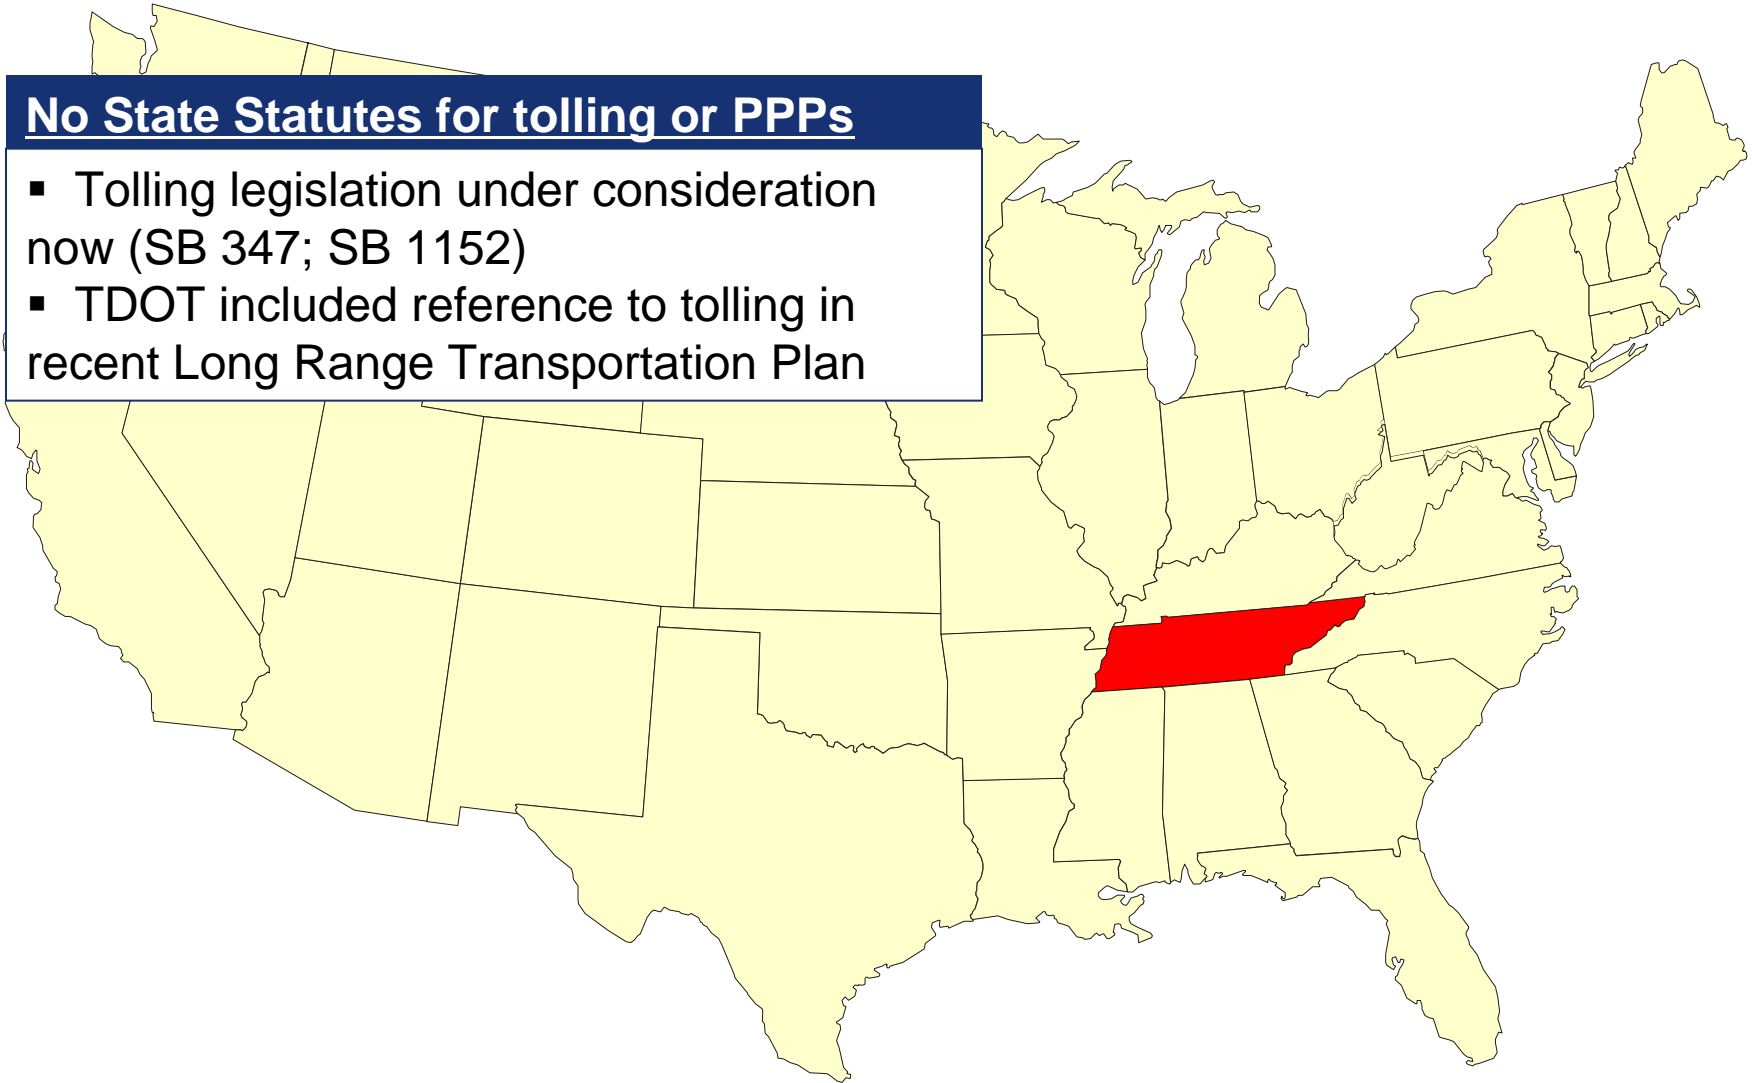 No State Statutes for tolling or PPPs
▪ Tolling legislation under consideration
now (SB 347; SB 1152)
▪ TDOT included reference to tolling in
recent Long Range Transportation Plan